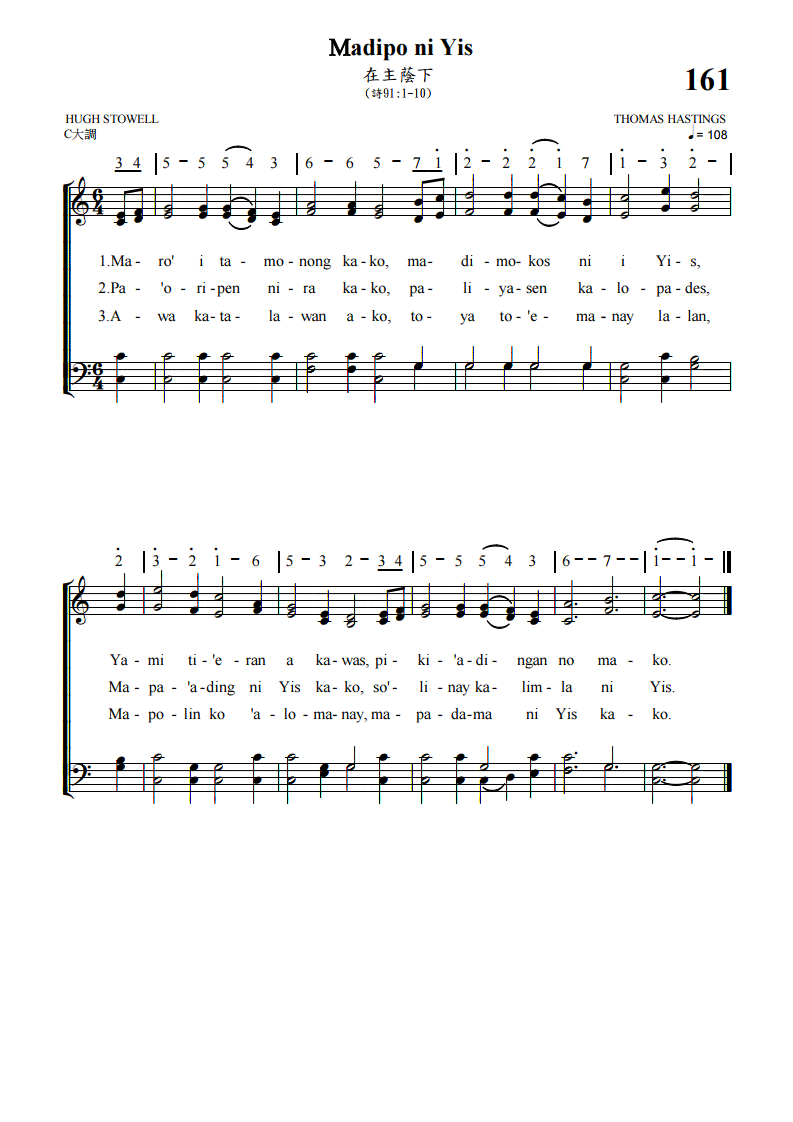 Madipo ni Yis
在主蔭下
(詩91:1-10)
161
HUGH STOWELL
THOMAS HASTINGS
C大調
♩ = 108
3 4 | 5 - 5 5 4 3 | 6 - 6 5 - 7 1̇ | 2̇ - 2̇ 2̇ 1̇ 7 | 1̇ - 3̇ 2̇ - |
6 4
1.Ma - ro' i ta - mo - nong ka - ko, ma - di - mo - kos ni i Yi - s,
2.Pa - 'o - ri - pen ni - ra ka - ko, pa - li - ya - sen ka - lo - pa - des,
3.A - wa ka - ta - la - wan a - ko, to - ya to - 'e - ma - nay la - lan,
6 4
2̇ | 3̇ - 2̇ 1̇ - 6 | 5 - 3 2 - 3 4 | 5 - 5 5 4 3 | 6 - - 7 - - | 1̇ - - 1̇ - ‖
Ya - mi ti - 'e - ran a ka - was, pi - ki - 'a - di - ngan no ma - ko.
Ma - pa - 'a - ding ni Yis ka - ko, so' - li - nay ka - lim - la ni Yis.
Ma - po - lin ko 'a - lo - ma - nay, ma - pa - da - ma ni Yis ka - ko.